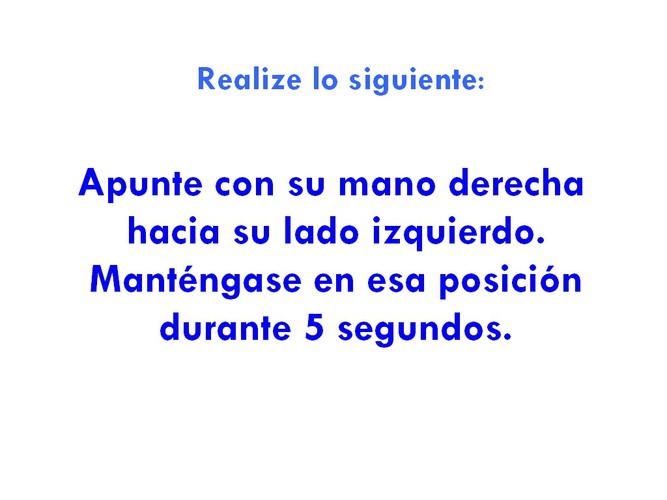 Realize lo siguiente:
Apunte con su mano derecha
hacia su lado izquierdo.
Manténgase en esa posición
durante 5 segundos.